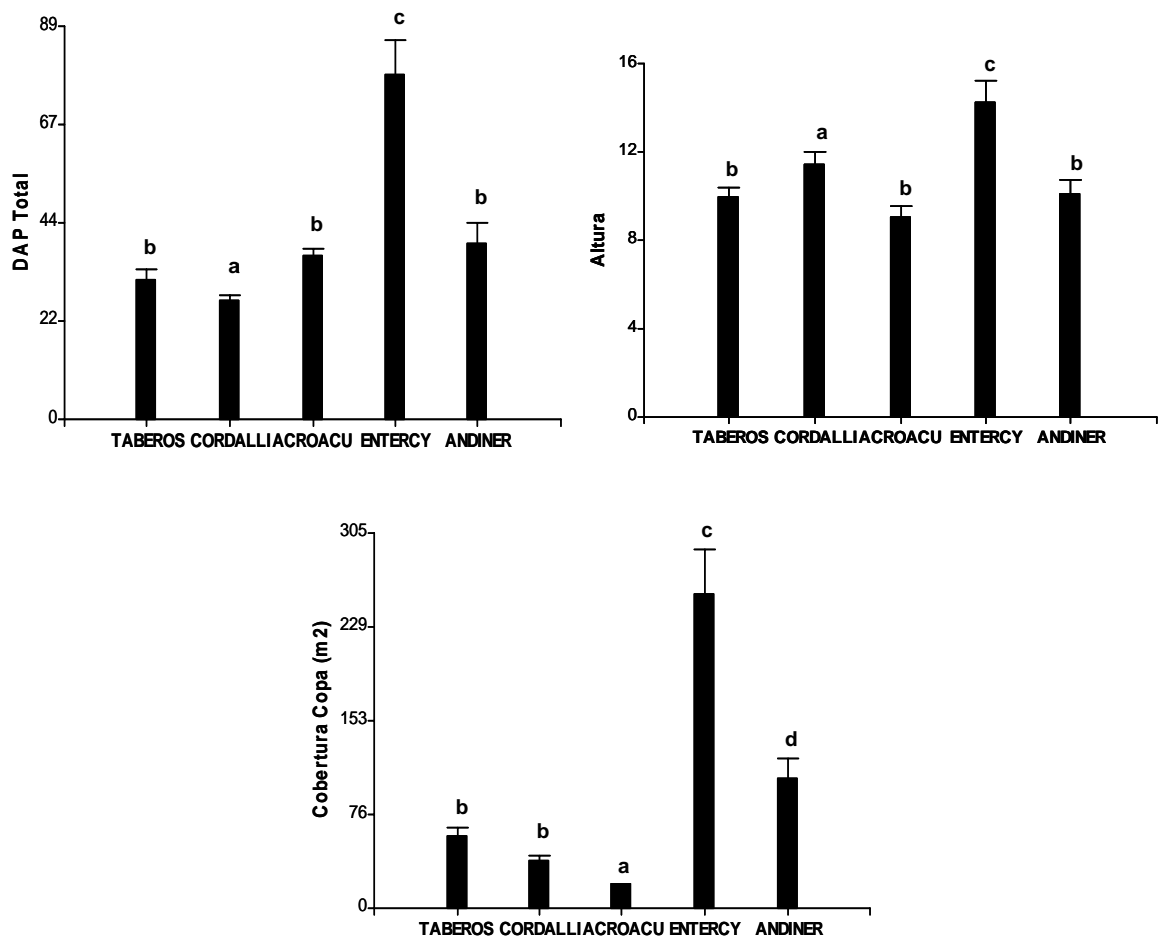 DAP Total
89
67
44
22
0
b
a
b
c
b
TABEROS CORDALLIACROACU ENTERCY ANDINER
Altura
16
12
8
4
0
b
a
b
c
b
TABEROS CORDALLIACROACU ENTERCY ANDINER
Cobertura Copa (m2)
305
229
153
76
0
b
b
a
c
d
TABEROS CORDALLIACROACU ENTERCY ANDINER